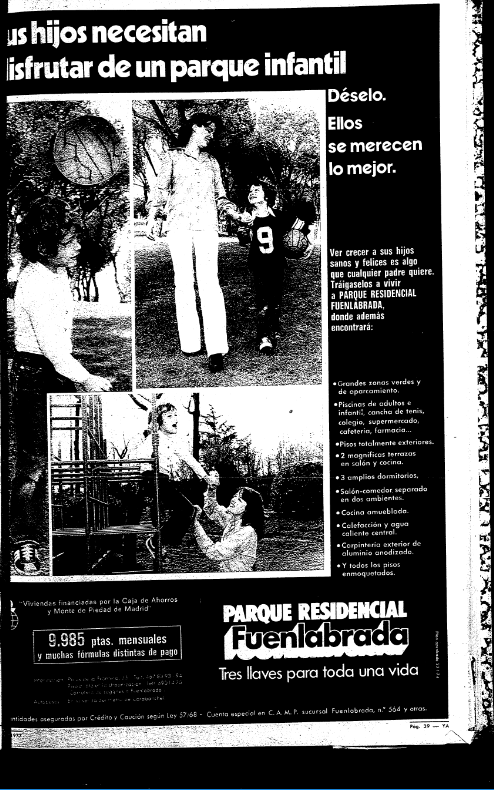 us hijos necesitan
isfrutar de un parque infantil
Déselo.
Ellos
se merecen
lo mejor.
9
Ver crecer a sus hijos
sanos y felices es algo
que cualquier padre quiere.
Tráigaselos a vivir
a PARQUE RESIDENCIAL
FUENLABRADA,
donde además
encontrará:
• Grandes zonas verdes y
de aparcamiento.
• Piscinas de adultos e
infantil, cancha de tenis,
colegio, supermercado,
cafetería, farmacia...
• Pisos totalmente exteriores.
• 2 magníficas terrazas
en salón y cocina.
• 3 amplios dormitorios.
• Salón-comedor separado
en dos ambientes.
• Cocina amueblada.
• Calefacción y agua
caliente central.
• Carpintería exterior de
aluminio anodizado.
• Y todos los pisos
enmoquetados.
"Viviendas financiadas por la Caja de Ahorros
y Monte de Piedad de Madrid"
9.985 ptas. mensuales
y muchas fórmulas distintas de pago
PARQUE RESIDENCIAL
Fuenlabrada
Tres llaves para toda una vida
ntidades aseguradas por Crédito y Caución según Ley 57-68 - Cuenta especial en C.A.M.P. sucursal Fuenlabrada, n.º 564 y otras.
Pág. 39 — YA